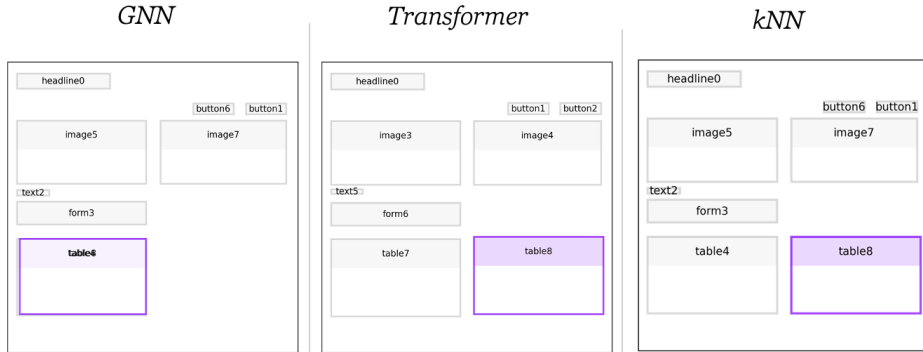 GNN
Transformer
kNN
headline0
button6 button1
image5 image7
text2
form3
headline0
button1 button2
image3 image4
text5
form6
table7 table8
headline0
button6 button1
image5 image7
text2
form3
table4 table8